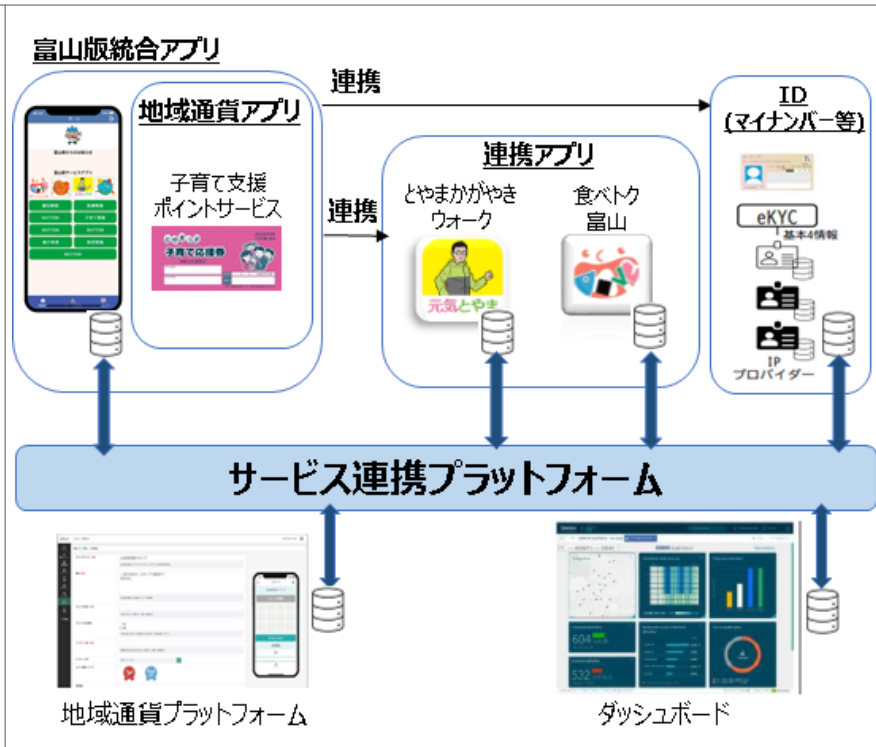 富山版統合アプリ
地域通貨アプリ
子育て支援
ポイントサービス
子育て応援券
連携
連携
連携アプリ
とやまかがやき
ウォーク
元気とやま
食べトク
富山
ID
(マイナンバー等)
eKYC
基本4情報
IP
プロバイダー
サービス連携プラットフォーム
604
532
地域通貨プラットフォーム
ダッシュボード